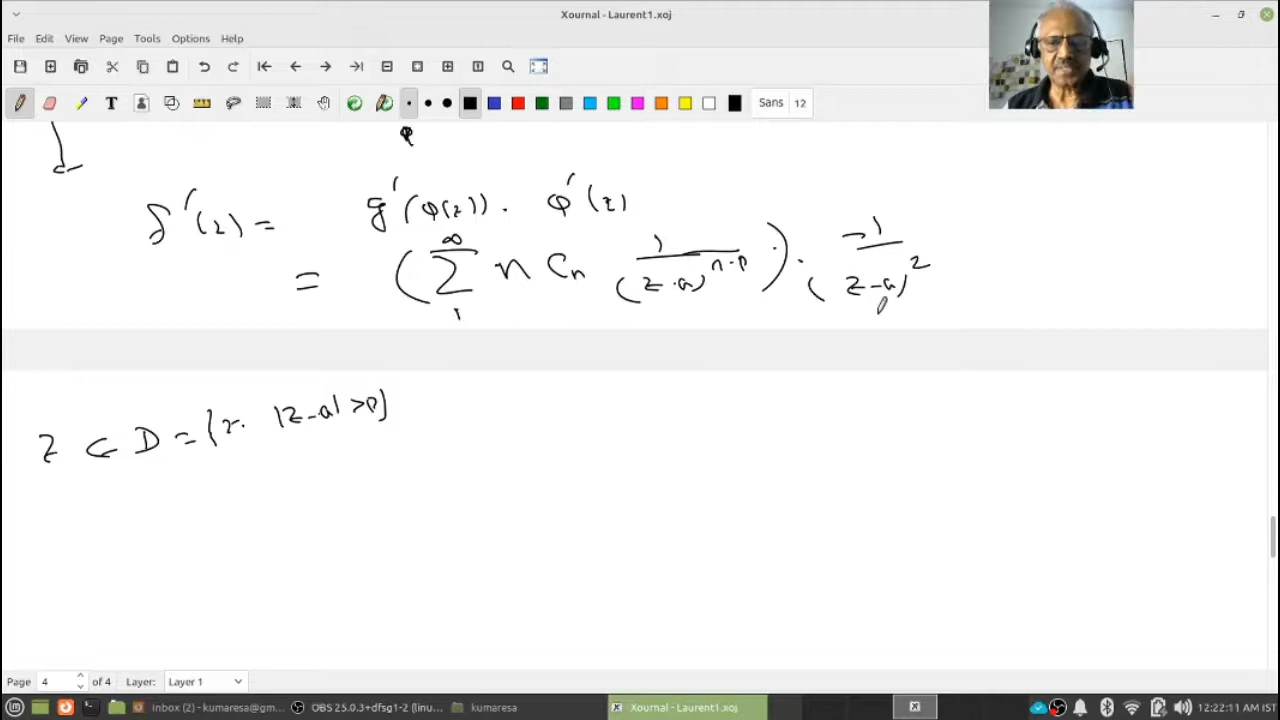 Xournal - Laurent1.xoj
File Edit View Page Tools Options Help
Sans 12
f'(z) = g'(φ(z)) · φ'(z)
= (∑_1^∞ n C_n 1/(z-a)^{n-1}) · -1/(z-a)^2
z ∈ D = {z: |z-a| > ρ}
Page 4 of 4 Layer: Layer 1
Inbox (2) - kumaresa@gm... OBS 25.0.3+dfsg1-2 (linu... kumaresa Xournal - Laurent1.xoj 12:22:11 AM IST